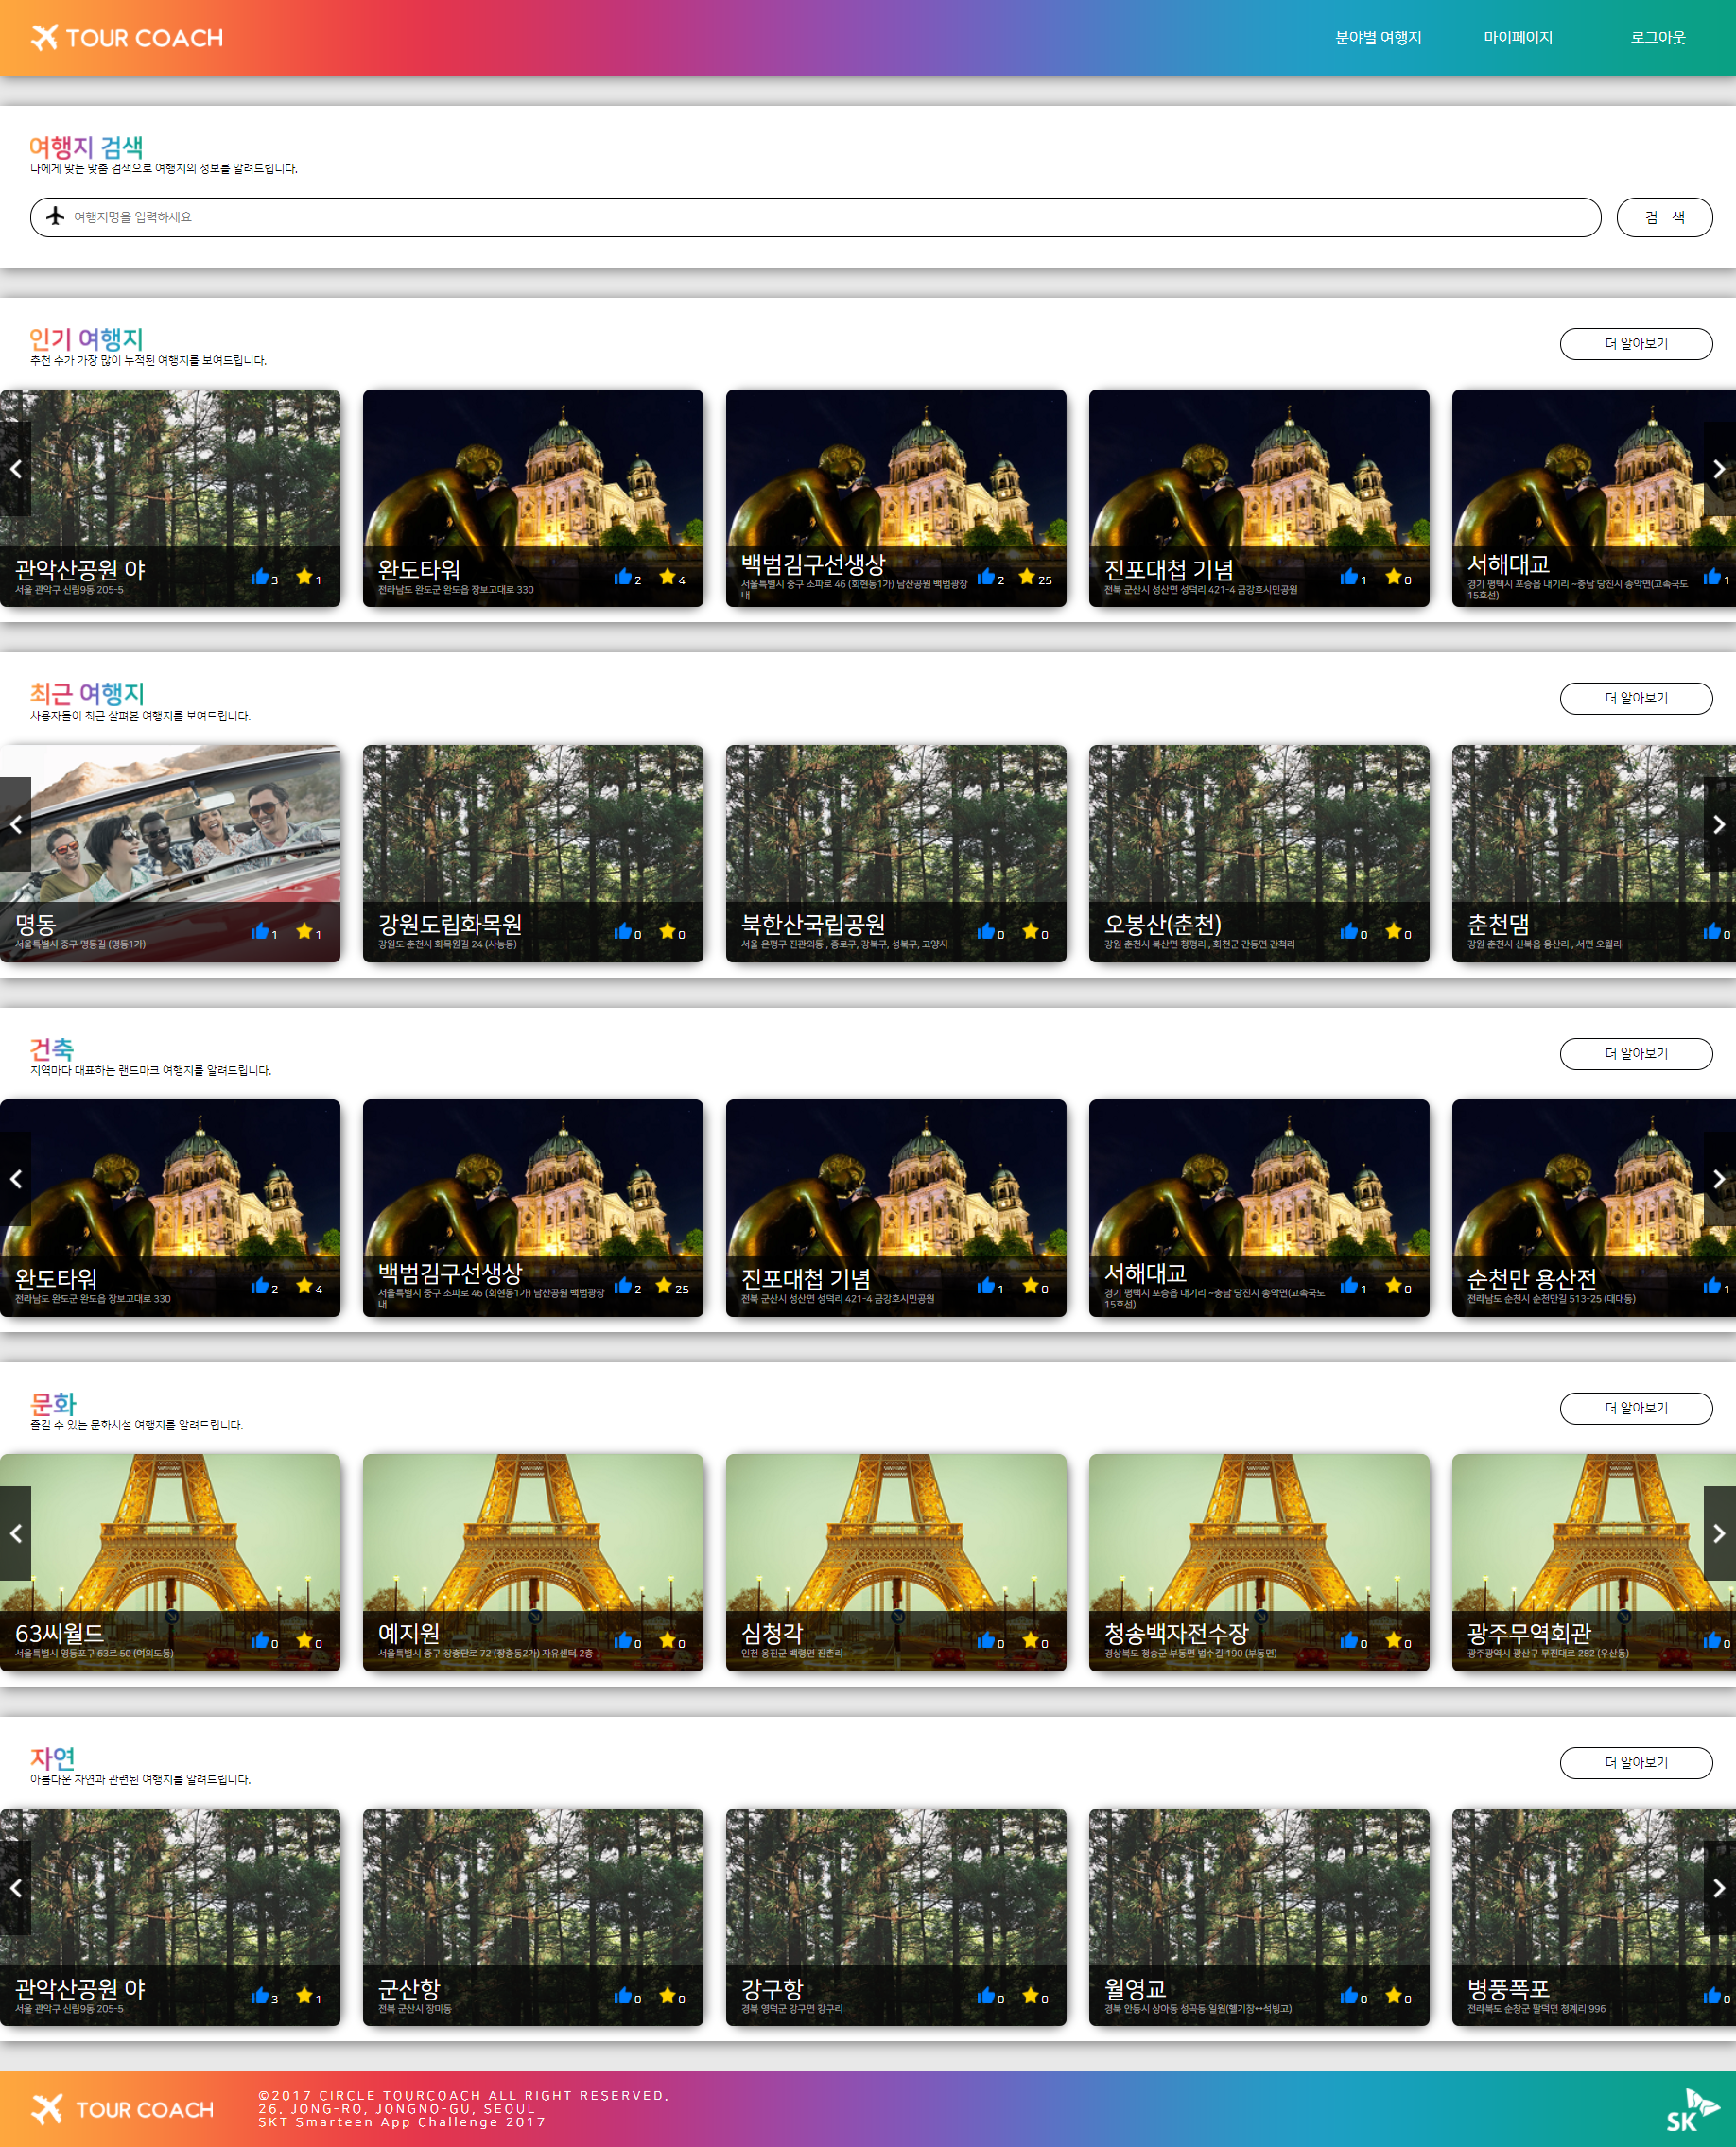 TOUR COACH
분야별 여행지
마이페이지
로그아웃
여행지 검색
나에게 맞는 맞춤 검색으로 여행지의 정보를 알려드립니다.
여행지명을 입력하세요
검 색
인기 여행지
추천 수가 가장 많이 누적된 여행지를 보여드립니다.
더 알아보기
관악산공원 야
서울 관악구 신림9동 205-5
3
1
완도타워
전라남도 완도군 완도읍 장보고대로 330
2
4
백범김구선생상
서울특별시 중구 소파로 46 (회현동1가) 남산공원 백범광장
내
2
25
진포대첩 기념
전북 군산시 성산면 성덕리 421-4 금강호시민공원
1
0
서해대교
경기 평택시 포승읍 내기리 ~충남 당진시 송악면(고속국도
15호선)
1
최근 여행지
사용자들이 최근 살펴본 여행지를 보여드립니다.
더 알아보기
명동
서울특별시 중구 명동길 (명동1가)
1
1
강원도립화목원
강원도 춘천시 화목원길 24 (사농동)
0
0
북한산국립공원
서울 은평구 진관외동 , 종로구, 강북구, 성북구, 고양시
0
0
오봉산(춘천)
강원 춘천시 북산면 청평리 , 화천군 간동면 간척리
0
0
춘천댐
강원 춘천시 신북읍 용산리 , 서면 오월리
0
건축
지역마다 대표하는 랜드마크 여행지를 알려드립니다.
더 알아보기
완도타워
전라남도 완도군 완도읍 장보고대로 330
2
4
백범김구선생상
서울특별시 중구 소파로 46 (회현동1가) 남산공원 백범광장
내
2
25
진포대첩 기념
전북 군산시 성산면 성덕리 421-4 금강호시민공원
1
0
서해대교
경기 평택시 포승읍 내기리 ~충남 당진시 송악면(고속국도
15호선)
1
0
순천만 용산전
전라남도 순천시 순천만길 513-25 (대대동)
1
문화
즐길 수 있는 문화시설 여행지를 알려드립니다.
더 알아보기
63씨월드
서울특별시 영등포구 63로 50 (여의도동)
0
0
예지원
서울특별시 중구 장충단로 72 (장충동2가) 자유센터 2층
0
0
심청각
인천 옹진군 백령면 진촌리
0
0
청송백자전수장
경상북도 청송군 부동면 법수길 190 (부동면)
0
0
광주무역회관
광주광역시 광산구 무진대로 282 (우산동)
0
자연
아름다운 자연과 관련된 여행지를 알려드립니다.
더 알아보기
관악산공원 야
서울 관악구 신림9동 205-5
3
1
군산항
전북 군산시 장미동
0
0
강구항
경북 영덕군 강구면 강구리
0
0
월영교
경북 안동시 상아동 성곡동 일원(헬기장↔석빙고)
0
0
병풍폭포
전라북도 순창군 팔덕면 청계리 996
0
TOUR COACH
©2017 CIRCLE TOURCOACH ALL RIGHT RESERVED.
26, JONG-RO, JONGNO-GU, SEOUL
SKT Smarteen App Challenge 2017
SK